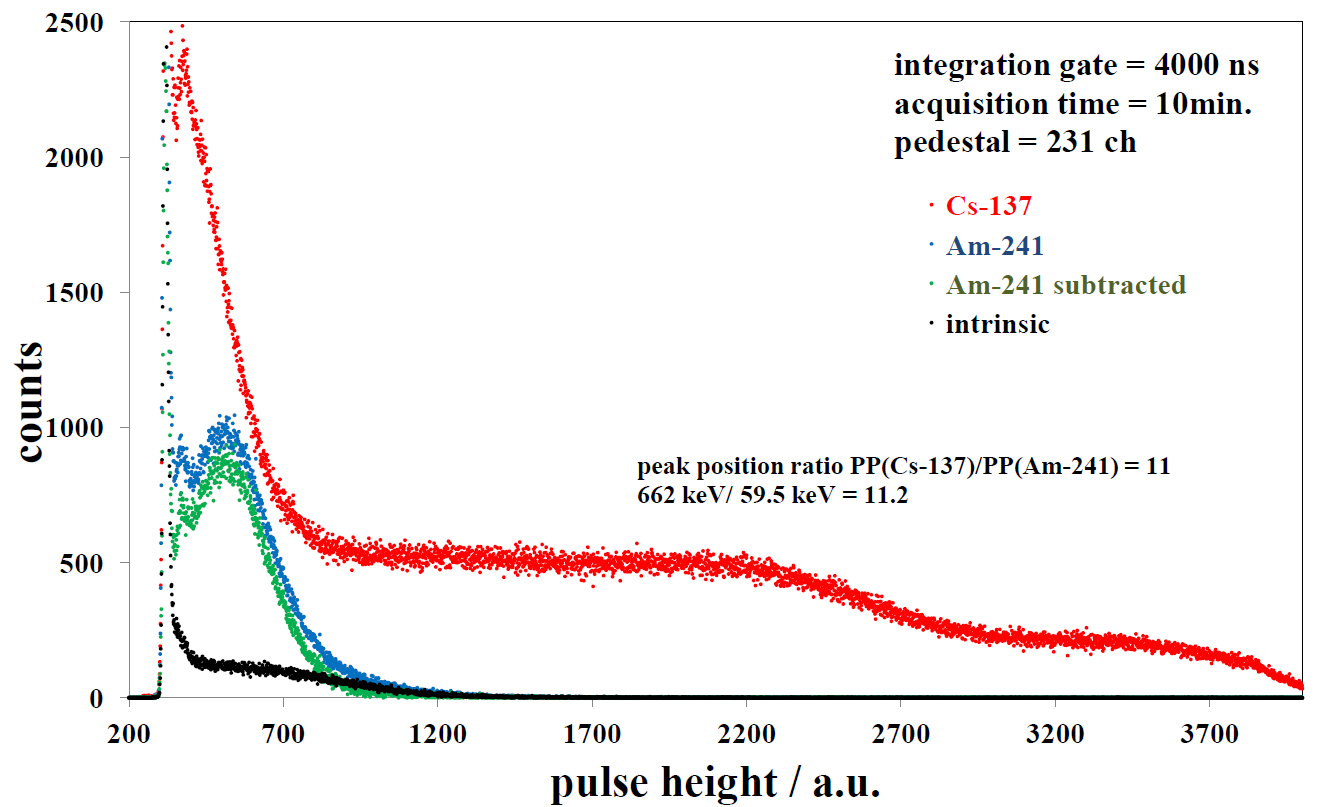 2500
2000
1500
1000
500
0
counts
integration gate = 4000 ns
acquisition time = 10min.
pedestal = 231 ch
Cs-137
Am-241
Am-241 subtracted
intrinsic
peak position ratio PP(Cs-137)/PP(Am-241) = 11
662 keV/ 59.5 keV = 11.2
200 700 1200 1700 2200 2700 3200 3700
pulse height / a.u.